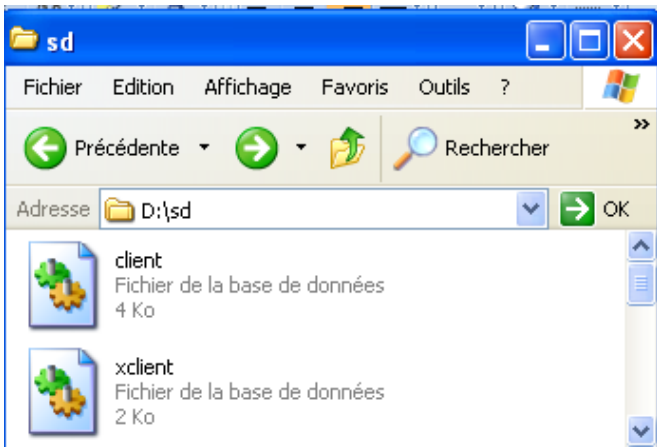 sd
Fichier Edition Affichage Favoris Outils ?
Précédente Rechercher »
Adresse D:\sd OK
client
Fichier de la base de données
4 Ko
xclient
Fichier de la base de données
2 Ko